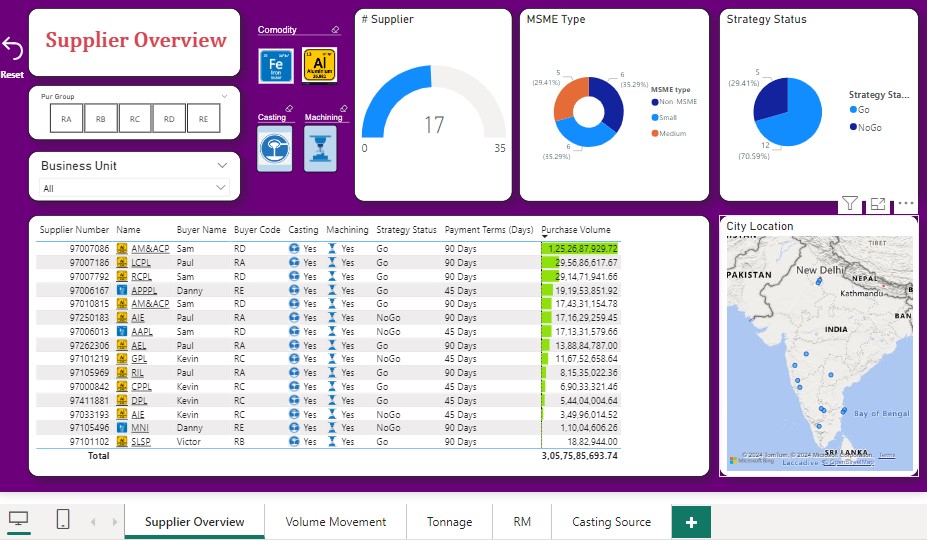 Reset
Supplier Overview
Pur Group
RA RB RC RD RE
Business Unit
All
Comodity
Fe
Iron
Al
Aluminium
Casting Machining
# Supplier
17
0 35
MSME Type
5
(29.41%)
6
(35.29%)
6
(35.29%)
MSME type
Non MSME
Small
Medium
Strategy Status
5
(29.41%)
12
(70.59%)
Strategy Sta...
Go
NoGo
Supplier Number Name Buyer Name Buyer Code Casting Machining Strategy Status Payment Terms (Days) Purchase Volume
97007086 AM&ACP Sam RD Yes Yes Go 90 Days 1,25,26,87,929.72
97007186 LCPL Paul RA Yes Yes Go 90 Days 29,56,86,617.67
97007792 RCPL Sam RD Yes Yes Go 90 Days 29,14,71,941.66
97006167 APPPL Danny RE Yes Yes Go 45 Days 19,19,53,851.92
97010815 AM&ACP Sam RD Yes Yes Go 90 Days 17,43,31,154.78
97250183 AIE Paul RA Yes Yes NoGo 90 Days 17,16,29,259.45
97006013 AAPL Sam RD Yes Yes NoGo 90 Days 17,13,31,579.66
97262306 AEL Paul RA Yes Yes Go 90 Days 13,88,84,787.00
97101219 GPL Kevin RC Yes Yes NoGo 45 Days 11,67,52,658.64
97105969 RIL Paul RA Yes Yes Go 90 Days 8,15,35,022.36
97000842 CPPL Kevin RC Yes Yes Go 45 Days 6,90,33,321.46
97411881 DPL Kevin RC Yes Yes Go 45 Days 5,44,04,004.64
97033193 AIE Kevin RC Yes Yes NoGo 45 Days 3,49,96,014.52
97105496 MNI Danny RE Yes Yes NoGo 90 Days 1,10,04,606.26
97101102 SLSP Victor RB Yes Yes Go 90 Days 18,82,944.00
Total 3,05,75,85,693.74
City Location
TIBET
PAKISTAN
New Delhi
NEPAL
Kathmandu
BAN
INDIA
Bay of Bengal
SRI LANKA
Laccadive
© 2024 TomTom, © 2024 Microsoft Corporation, Terms
© OpenStreetMap
Microsoft Bing
Supplier Overview Volume Movement Tonnage RM Casting Source +